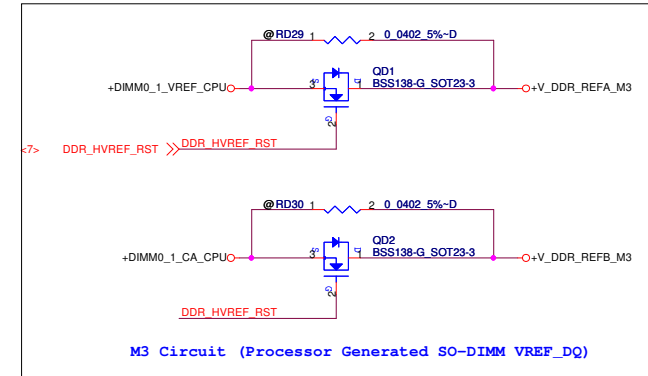 @RD29 1 2 0_0402_5%~D
QD1
BSS138-G_SOT23-3
+DIMM0_1_VREF_CPU 3 S D 1 +V_DDR_REFA_M3
G
2
<7> DDR_HVREF_RST DDR_HVREF_RST
@RD30 1 2 0_0402_5%~D
QD2
BSS138-G_SOT23-3
+DIMM0_1_CA_CPU 3 S D 1 +V_DDR_REFB_M3
G
2
DDR_HVREF_RST
M3 Circuit (Processor Generated SO-DIMM VREF_DQ)